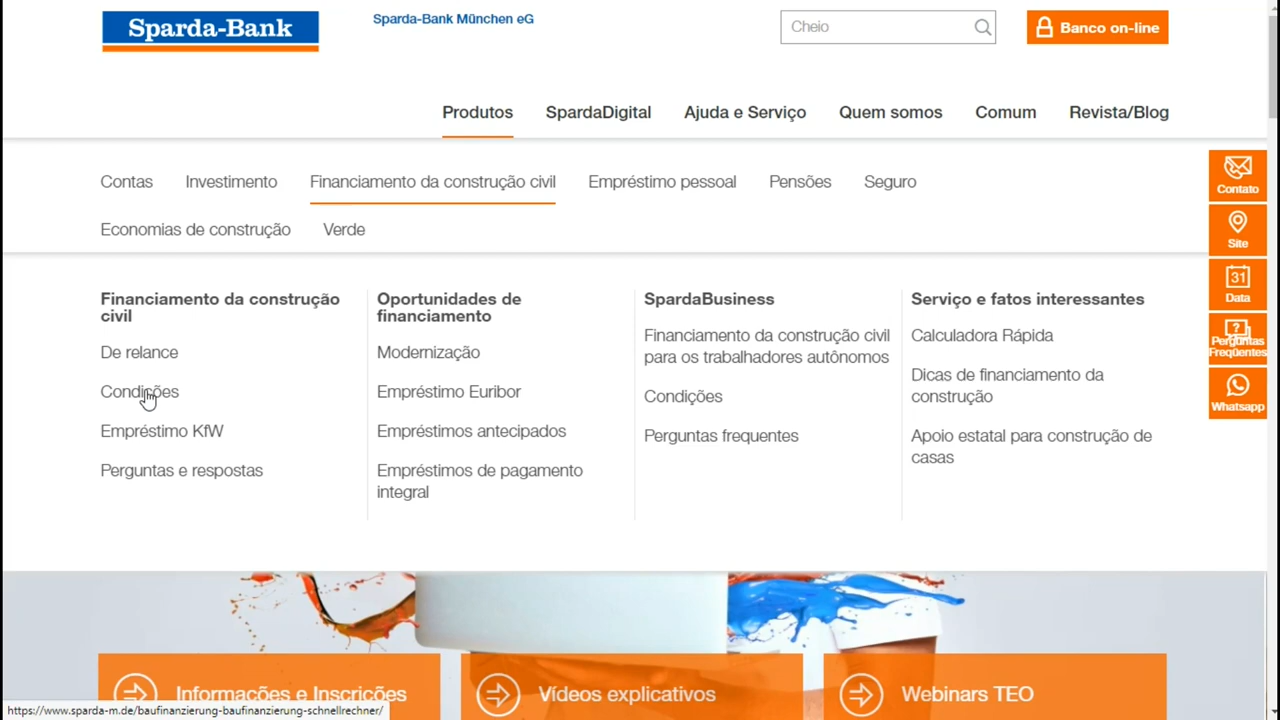 Sparda-Bank
Sparda-Bank München eG
Cheio
Banco on-line
Produtos
SpardaDigital
Ajuda e Serviço
Quem somos
Comum
Revista/Blog
Contas
Investimento
Financiamento da construção civil
Empréstimo pessoal
Pensões
Seguro
Economias de construção
Verde
Financiamento da construção
civil
De relance
Condições
Empréstimo KfW
Perguntas e respostas
Oportunidades de
financiamento
Modernização
Empréstimo Euribor
Empréstimos antecipados
Empréstimos de pagamento
integral
SpardaBusiness
Financiamento da construção civil
para os trabalhadores autônomos
Condições
Perguntas frequentes
Serviço e fatos interessantes
Calculadora Rápida
Dicas de financiamento da
construção
Apoio estatal para construção de
casas
Contato
Site
31
Data
?
Perguntas
Freqüentes
Whatsapp
Informações e Inscrições
Vídeos explicativos
Webinars TEO
https://www.sparda-m.de/baufinanzierung-baufinanzierung-schnellrechner/